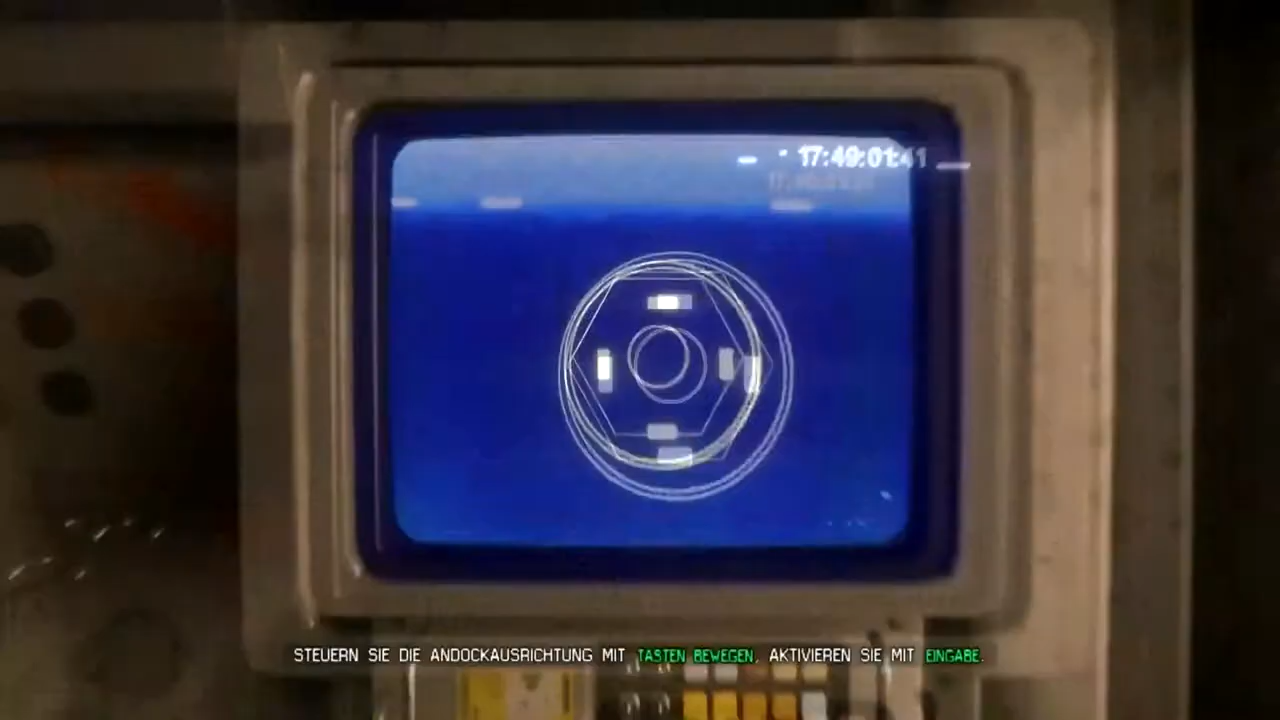 17:49:01:41
STEUERN SIE DIE ANDOCKAUSRICHTUNG MIT TASTEN BEWEGEN, AKTIVIEREN SIE MIT EINGABE.